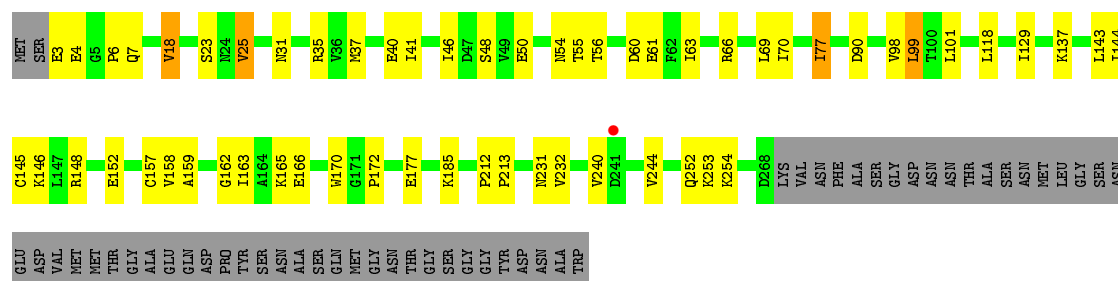 MET SER E3 E4 G5 P6 Q7 V18 S23 N24 V25 N31 R35 V36 M37 E40 I41 I46 D47 S48 V49 E50 N54 T55 T56 D60 E61 F62 I63 R66 L69 I70 I77 D90 V98 L99 T100 L101 L118 I129 K137 L143 I144
C145 K146 L147 R148 E152 C157 V158 A159 G162 I163 A164 K165 E166 W170 G171 P172 E177 K185 P212 P213 N231 V232 V240 D241 V244 Q252 K253 K254 D268 LYS VAL ASN PHE ALA SER GLY ASP ASN ASN THR ALA SER ASN MET LEU GLY SER ASN
GLU ASP VAL MET MET THR GLY ALA VAL GLU GLN ASP PRO TYR SER ASN ALA SER GLN MET GLY ASN THR GLY SER GLY GLY TYR ASP ASN ALA TRP